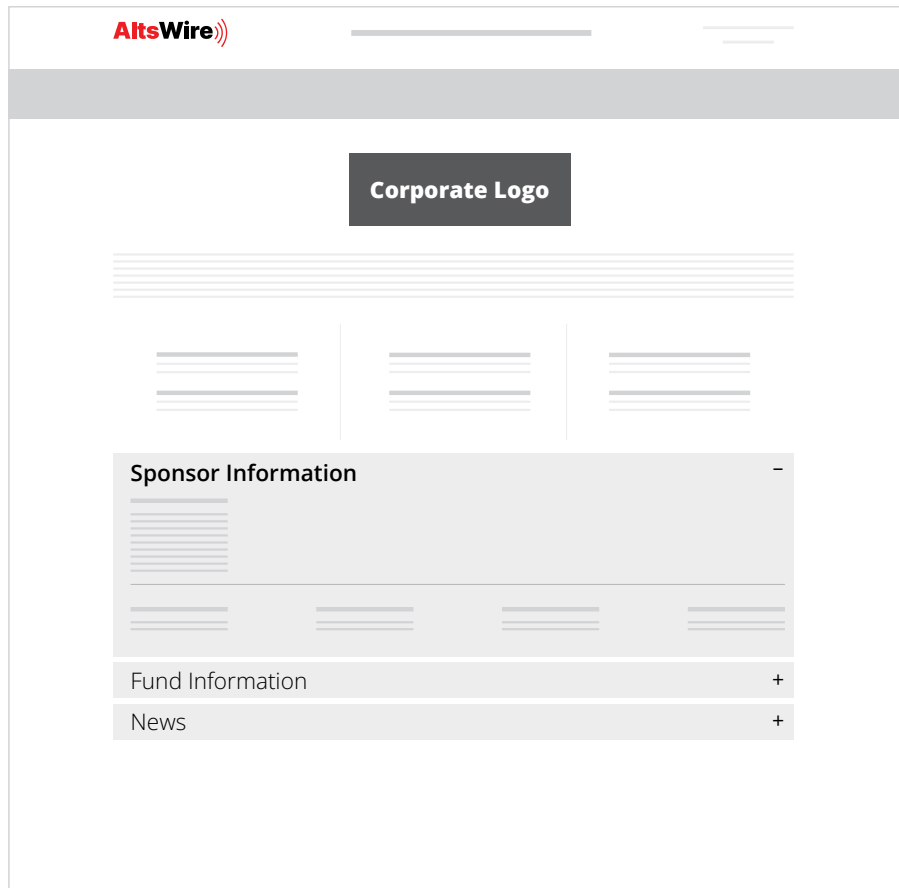 AltsWire
Corporate Logo
Sponsor Information –
Fund Information +
News +